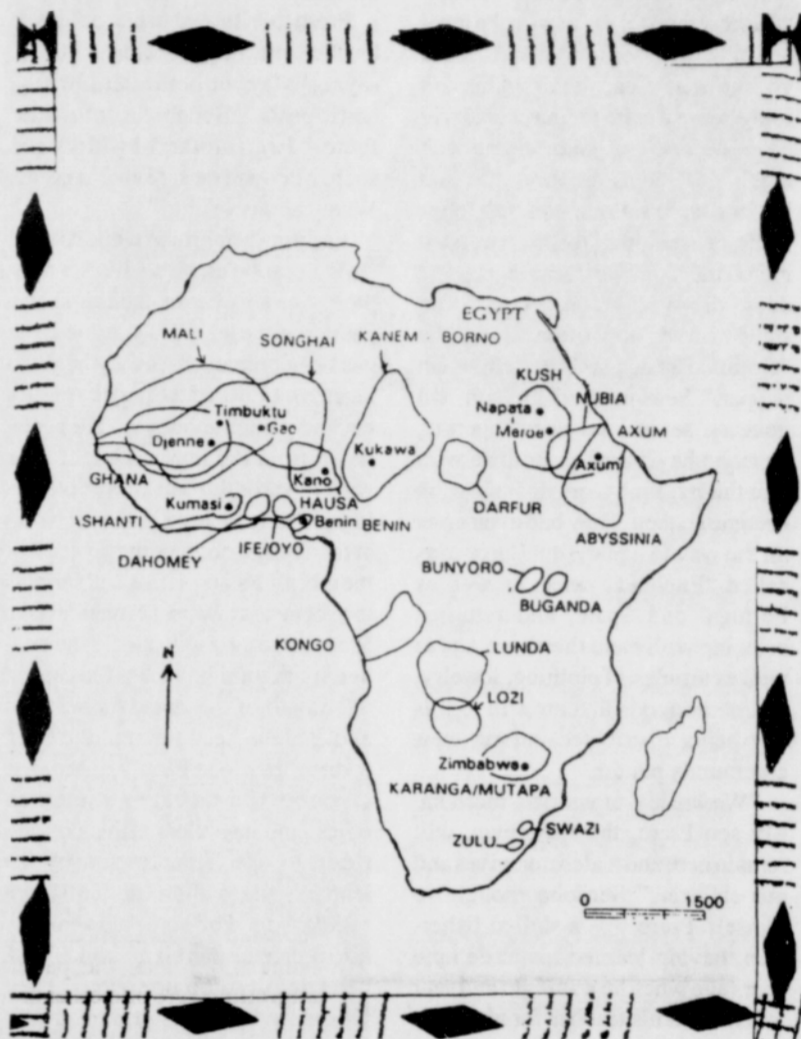 EGYPT
MALI SONGHAI KANEM BORNO
KUSH
Napata NUBIA
Timbuktu
Gao
Djenne
Meroe AXUM
Kukawa Axum
GHANA Kano
HAUSA DARFUR
Kumasi
ASHANTI Benin BENIN
ABYSSINIA
DAHOMEY IFE/OYO
BUNYORO
BUGANDA
KONGO LUNDA
N
LOZI
Zimbabwe
KARANGA/MUTAPA
SWAZI
ZULU
0 1500